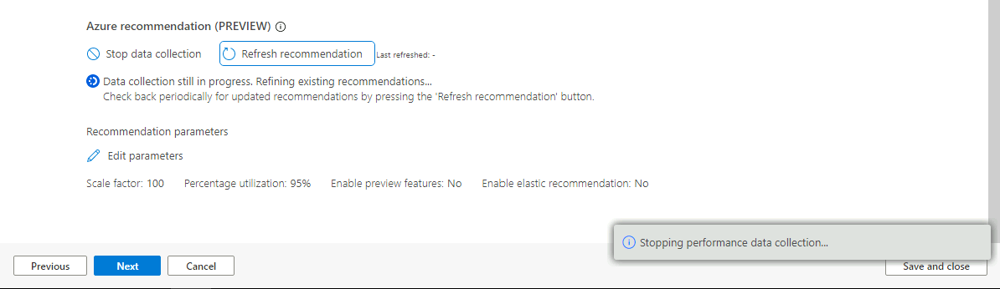 Azure recommendation (PREVIEW)
Stop data collection Refresh recommendation Last refreshed: -
Data collection still in progress. Refining existing recommendations...
Check back periodically for updated recommendations by pressing the 'Refresh recommendation' button.
Recommendation parameters
Edit parameters
Scale factor: 100 Percentage utilization: 95% Enable preview features: No Enable elastic recommendation: No
Stopping performance data collection...
Previous Next Cancel Save and close